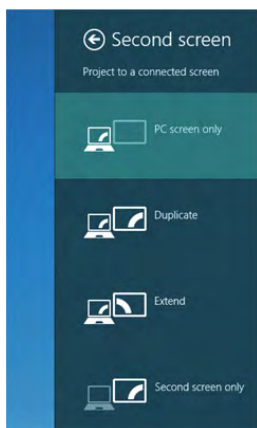 Second screen
Project to a connected screen
PC screen only
Duplicate
Extend
Second screen only